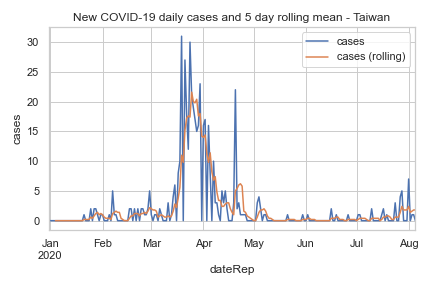 New COVID-19 daily cases and 5 day rolling mean - Taiwan
cases
cases (rolling)
30
25
20
15
10
5
0
cases
Jan Feb Mar Apr May Jun Jul Aug
2020
dateRep